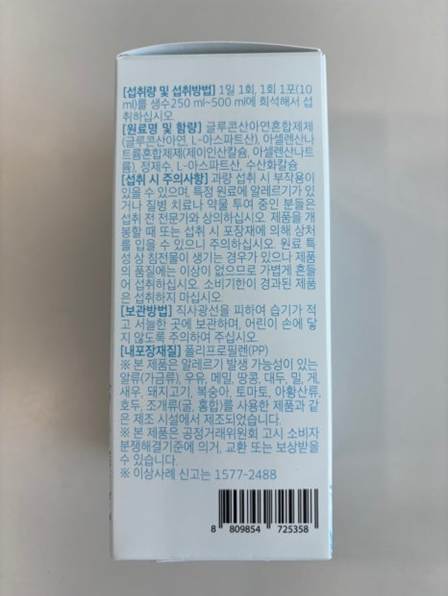 [섭취량 및 섭취방법] 1일 1회, 1회 1포(10
ml)를 생수250 ml~500 ml에 희석해서 섭
취하십시오.
[원료명 및 함량] 글루콘산아연혼합제제
(글루콘산아연, L-아스파트산), 아셀렌산나
트륨혼합제제(제이인산칼슘, 아셀렌산나트
륨), 정제수, L-아스파트산, 수산화칼슘
[섭취 시 주의사항] 과량 섭취 시 부작용이
있을 수 있으며, 특정 원료에 알레르기가 있
거나 질병 치료나 약물 투여 중인 분들은
섭취 전 전문가와 상의하십시오. 제품을 개
봉할 때 또는 섭취 시 포장재에 의해 상처
를 입을 수 있으니 주의하십시오. 원료 특
성 상 침전물이 생기는 경우가 있으나 제품
의 품질에는 이상이 없으므로 가볍게 흔들
어 섭취하십시오. 소비기한이 경과된 제품
은 섭취하지 마십시오.
[보관방법] 직사광선을 피하여 습기가 적
고 서늘한 곳에 보관하며, 어린이 손에 닿
지 않도록 주의하여 주십시오.
[내포장재질] 폴리프로필렌(PP)
※ 본 제품은 알레르기 발생 가능성이 있는
알류(가금류), 우유, 메밀, 땅콩, 대두, 밀, 게,
새우, 돼지고기, 복숭아, 토마토, 아황산류,
호두, 조개류(굴, 홍합)를 사용한 제품과 같
은 제조 시설에서 제조되었습니다.
※ 본 제품은 공정거래위원회 고시 소비자
분쟁해결기준에 의거, 교환 또는 보상받을
수 있습니다.
※ 이상사례 신고는 1577-2488
8 809854 725358